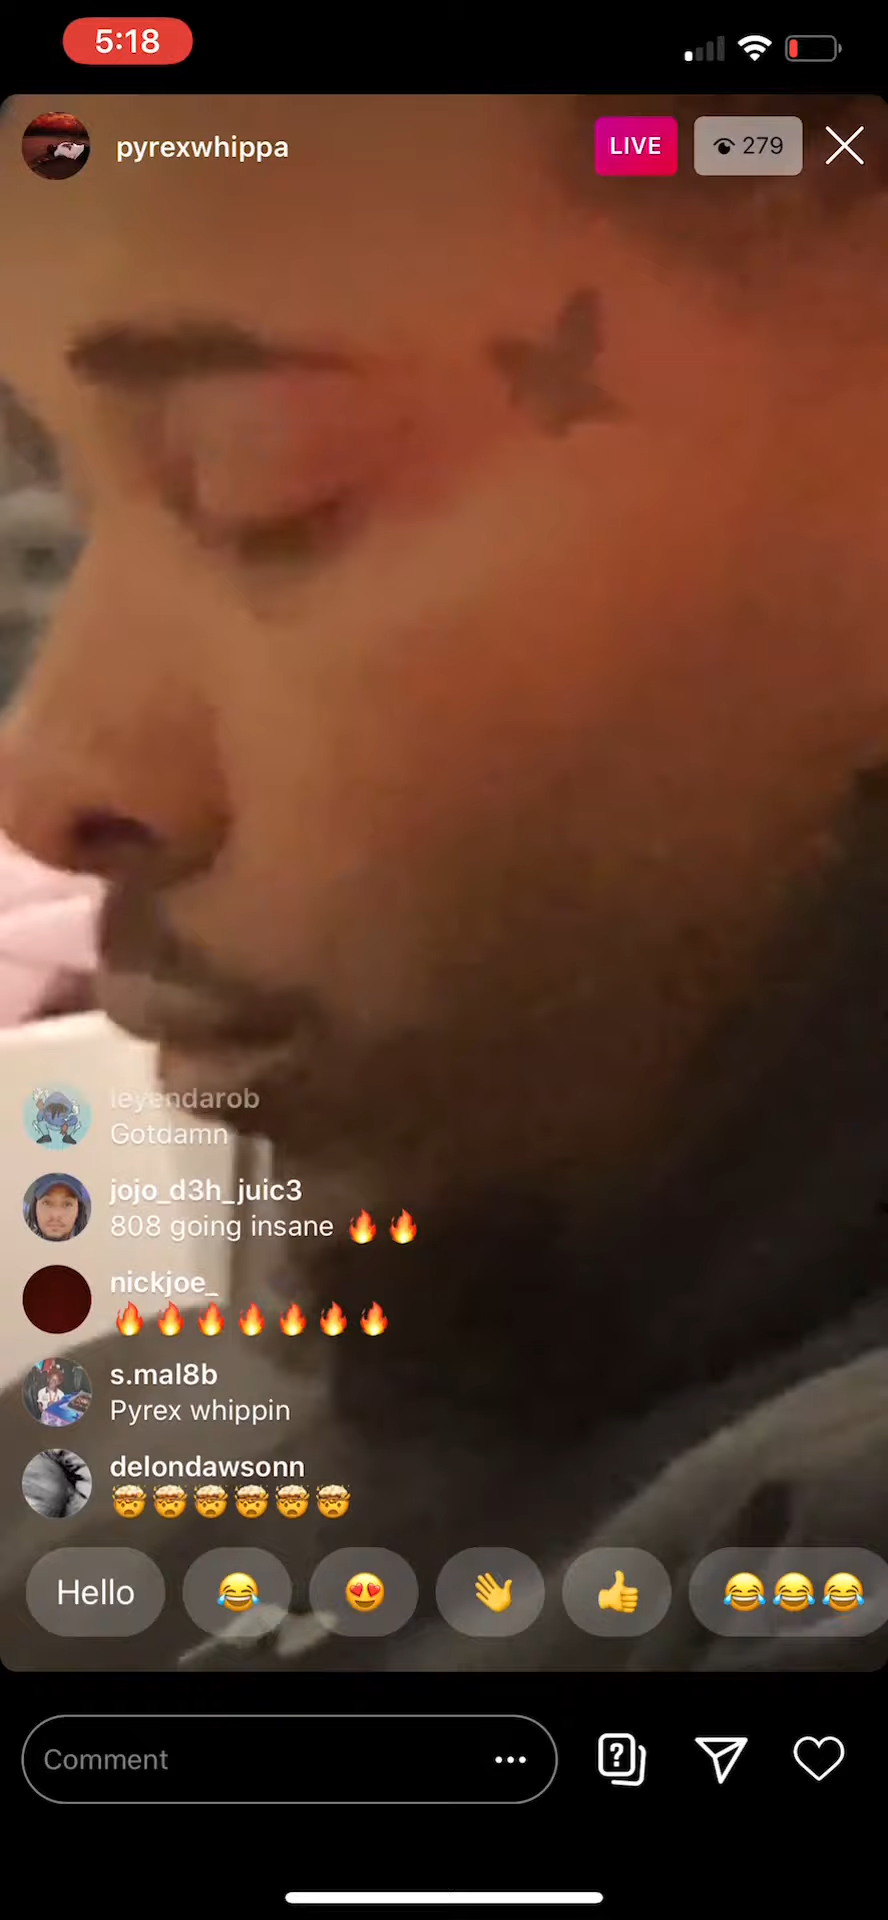 5:18
pyrexwhippa
LIVE
279
leyendarob
Gotdamn
jojo_d3h_juic3
808 going insane 🔥 🔥
nickjoe_
🔥 🔥 🔥 🔥 🔥 🔥 🔥
s.mal8b
Pyrex whippin
delondawsonn
🤯🤯🤯🤯🤯🤯
Hello 😂 😍 👋 👍 😂😂😂
Comment